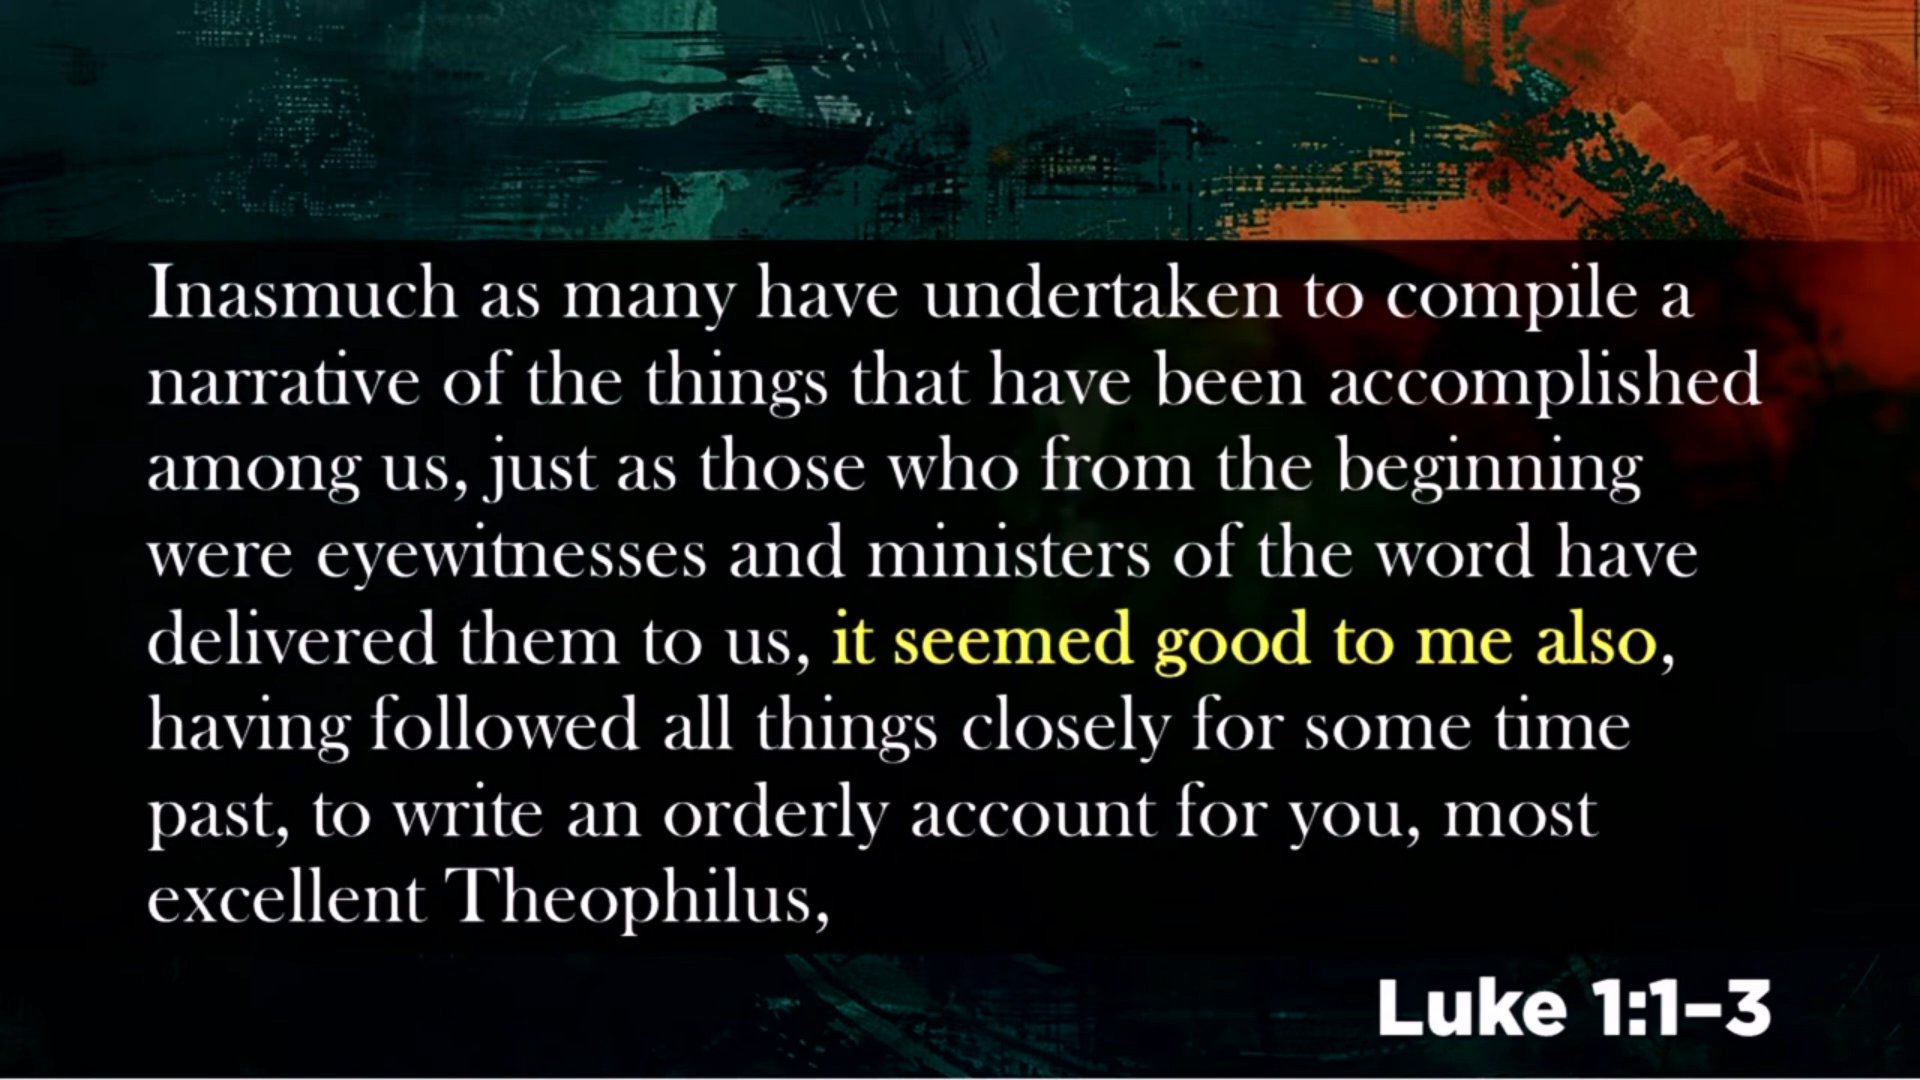 Inasmuch as many have undertaken to compile a
narrative of the things that have been accomplished
among us, just as those who from the beginning
were eyewitnesses and ministers of the word have
delivered them to us, it seemed good to me also,
having followed all things closely for some time
past, to write an orderly account for you, most
excellent Theophilus,
Luke 1:1–3